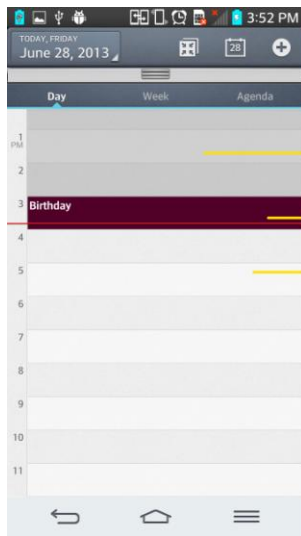 3:52 PM
TODAY, FRIDAY
June 28, 2013
28
Day Week Agenda
1
PM
2
3 Birthday
4
5
6
7
8
9
10
11